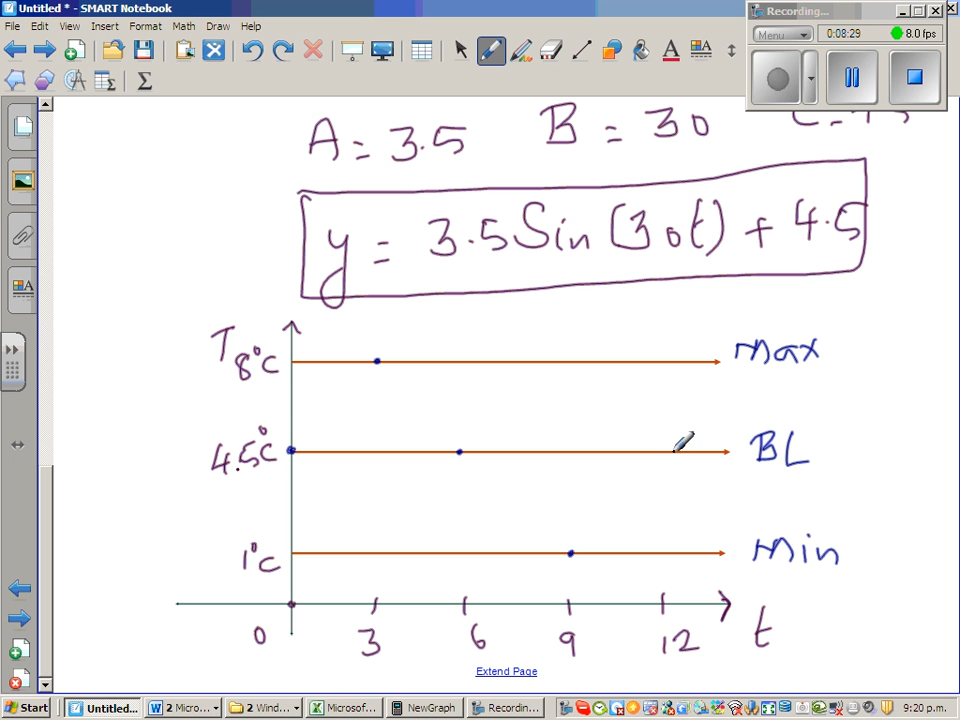 Untitled * - SMART Notebook
Recording...
File Edit View Insert Format Math Draw Help
Menu 0:08:29 8.0 fps
A = 3.5 B = 30
y = 3.5 Sin (30t) + 4.5
T
8°C Max
4.5°C BL
1°C Min
0 3 6 9 12 t
Extend Page
Start Untitled... 2 Micro... 2 Wind... Microsof... NewGraph Recordin... 9:20 p.m.